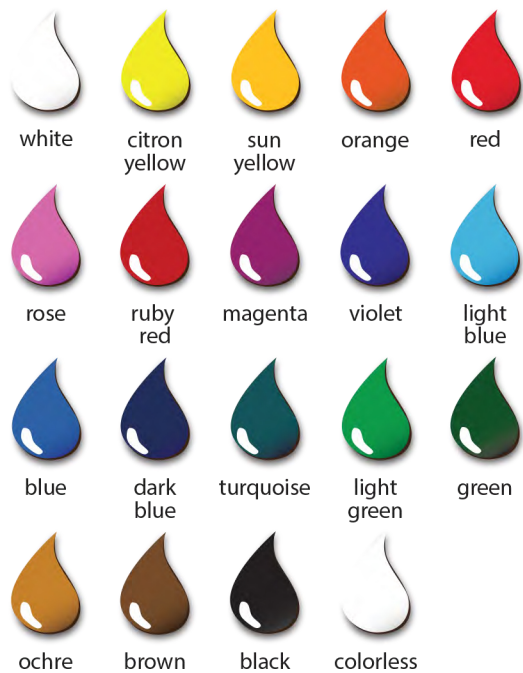 white
citron
yellow
sun
yellow
orange
red
rose
ruby
red
magenta
violet
light
blue
blue
dark
blue
turquoise
light
green
green
ochre
brown
black
colorless